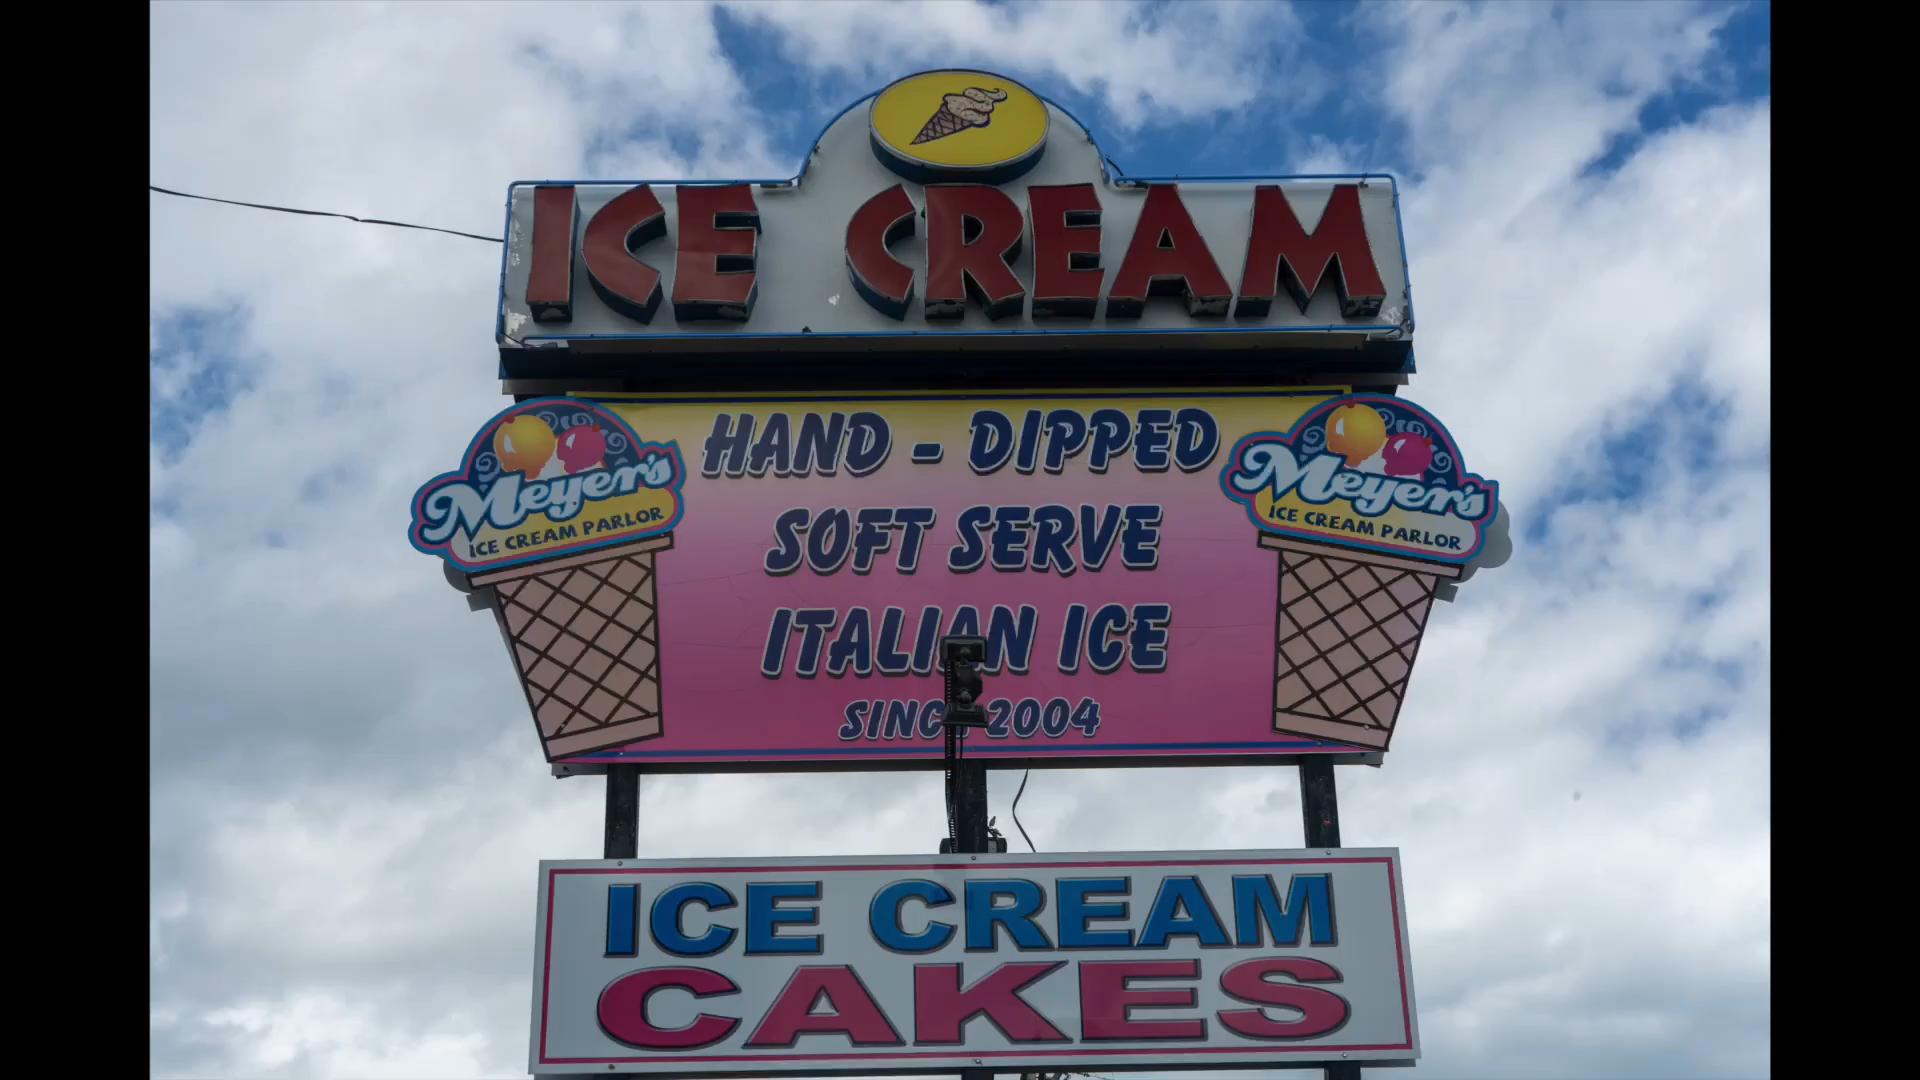 ICE CREAM
HAND - DIPPED
Meyer's
ICE CREAM PARLOR
Meyer's
ICE CREAM PARLOR
SOFT SERVE
ITALIAN ICE
SINCE 2004
ICE CREAM
CAKES